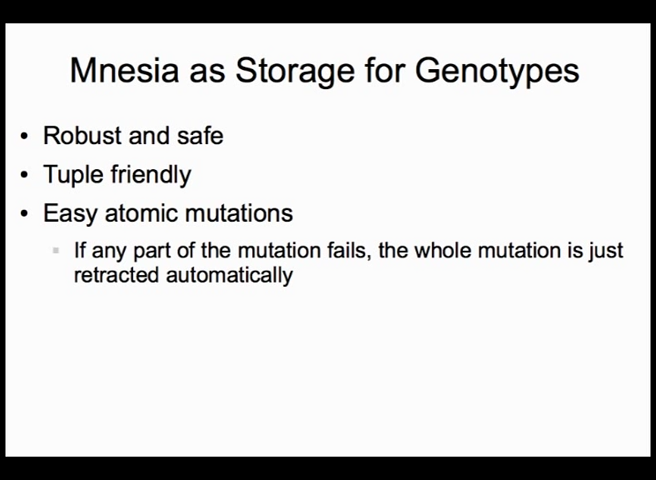 Mnesia as Storage for Genotypes
• Robust and safe
• Tuple friendly
• Easy atomic mutations
If any part of the mutation fails, the whole mutation is just
retracted automatically